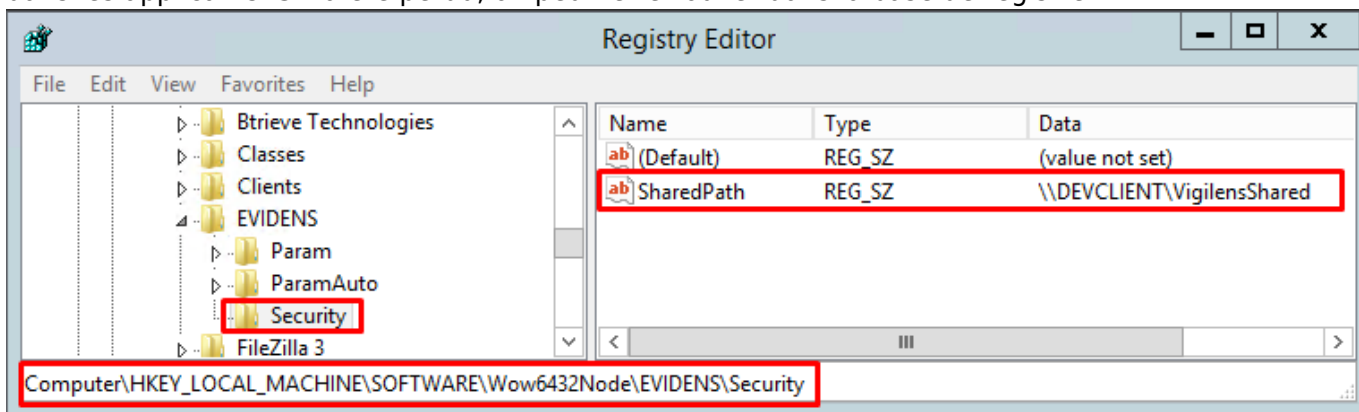 Registry Editor
File Edit View Favorites Help
Btrieve Technologies
Classes
Clients
EVIDENS
Param
ParamAuto
Security
FileZilla 3
Name Type Data
(Default) REG_SZ (value not set)
SharedPath REG_SZ \\DEVCLIENT\VigilensShared
Computer\HKEY_LOCAL_MACHINE\SOFTWARE\Wow6432Node\EVIDENS\Security